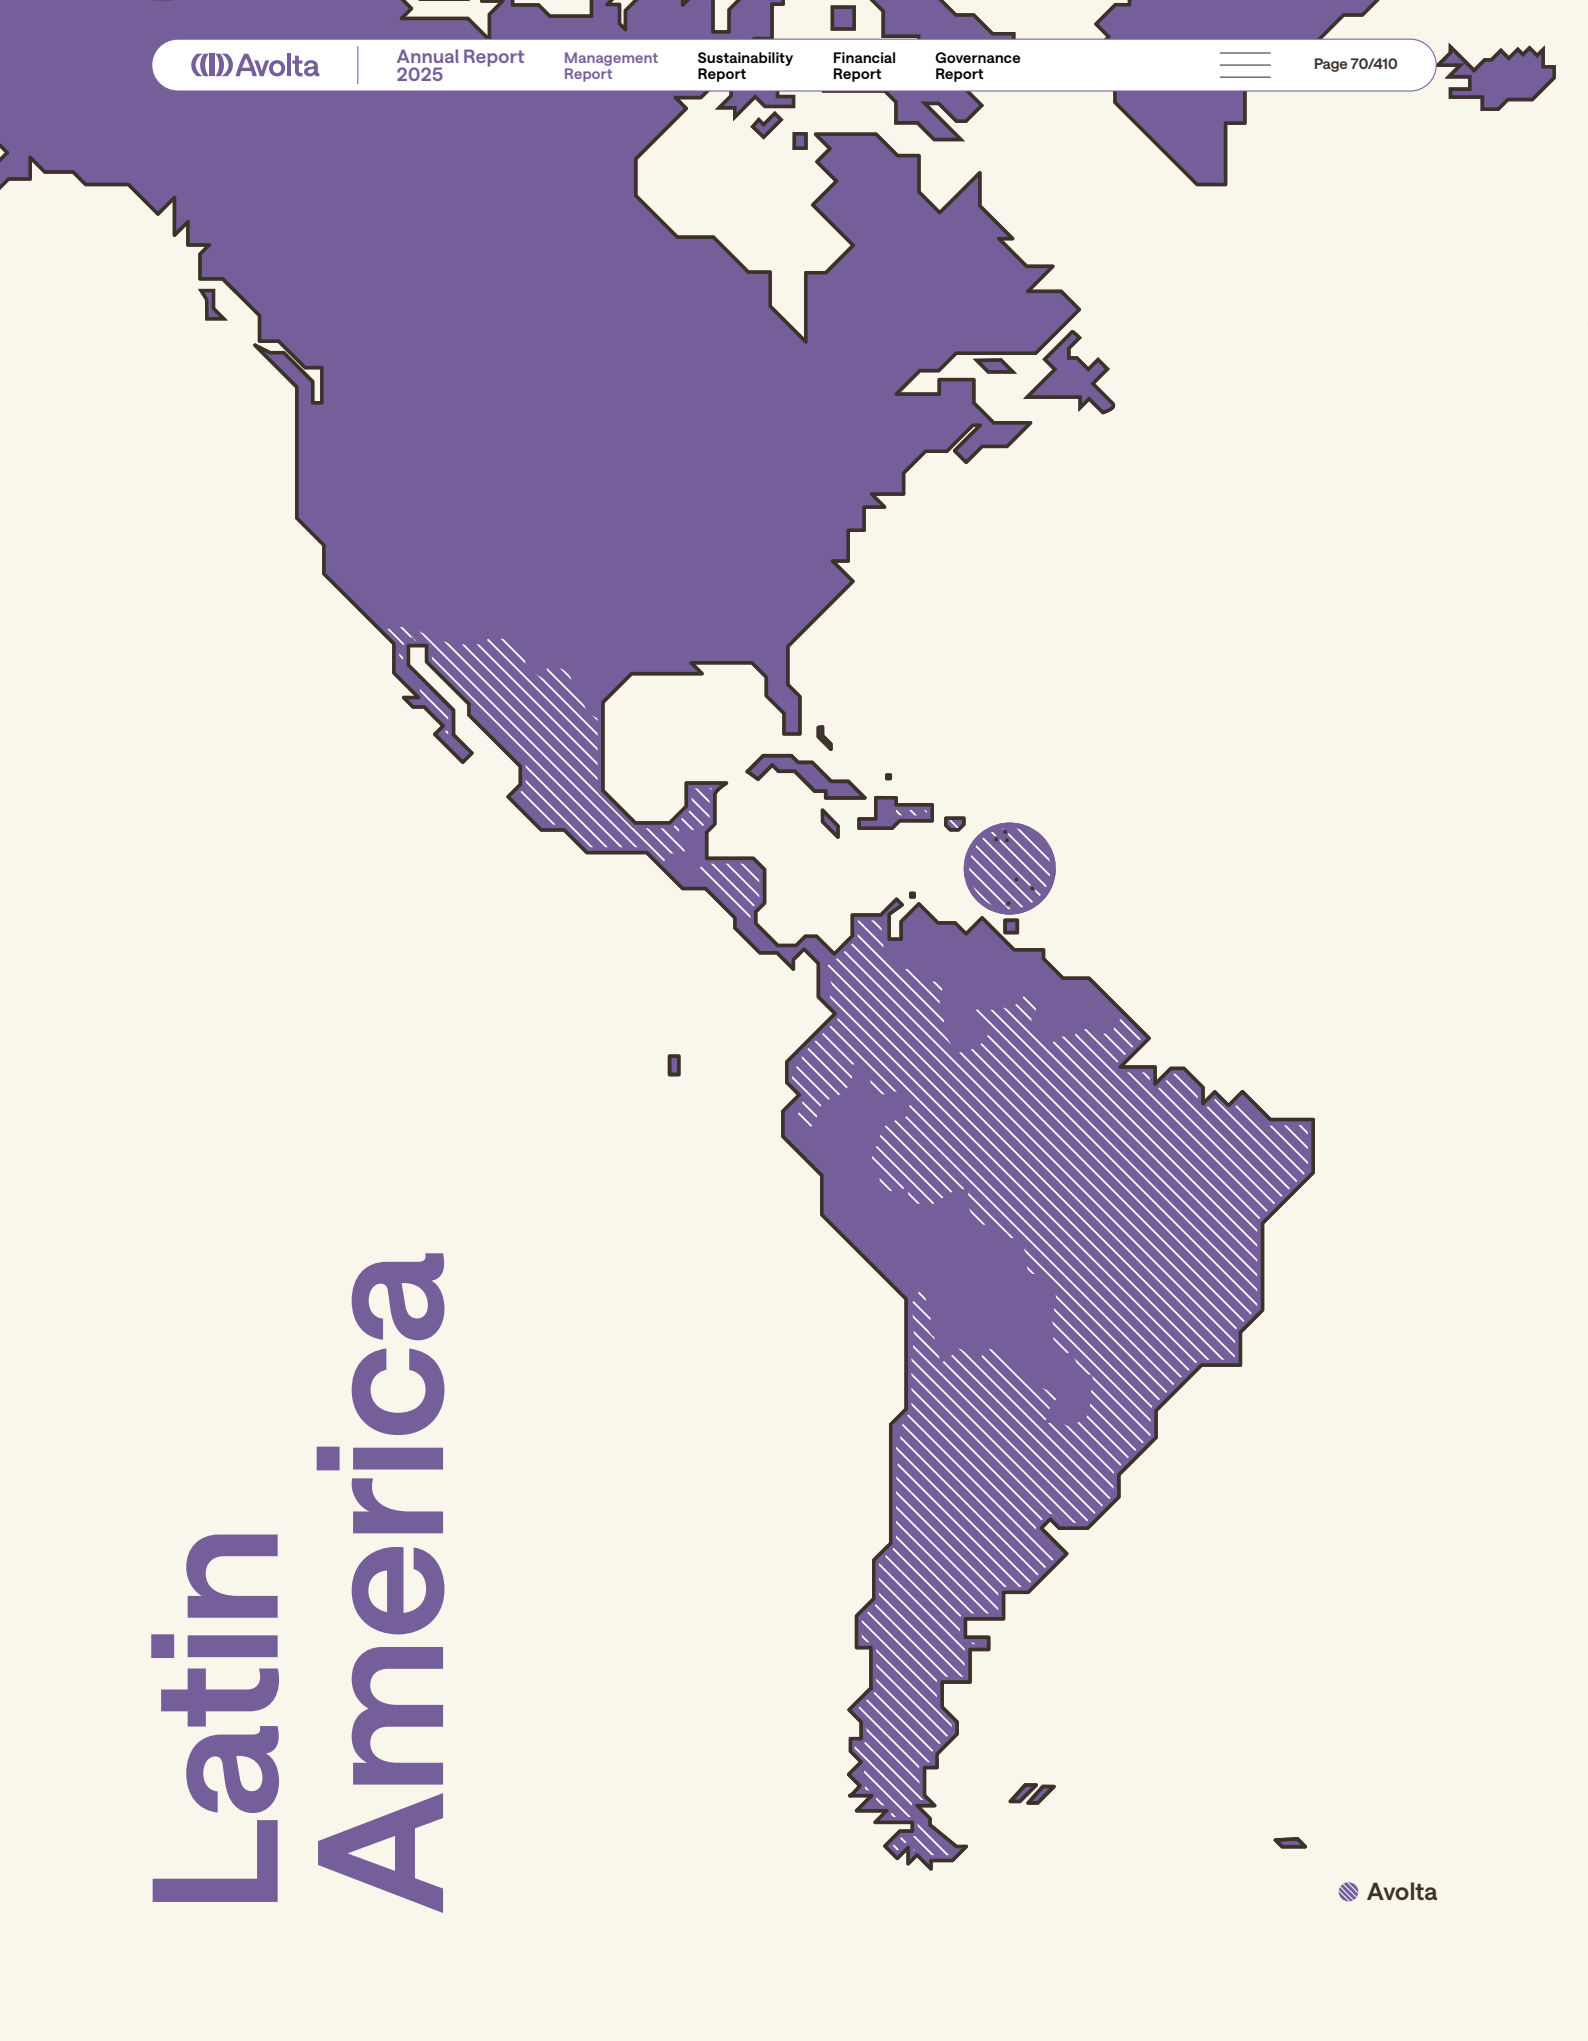 Avolta
Annual Report
2025
Management
Report
Sustainability
Report
Financial
Report
Governance
Report
Page 70/410
Latin
America
Avolta